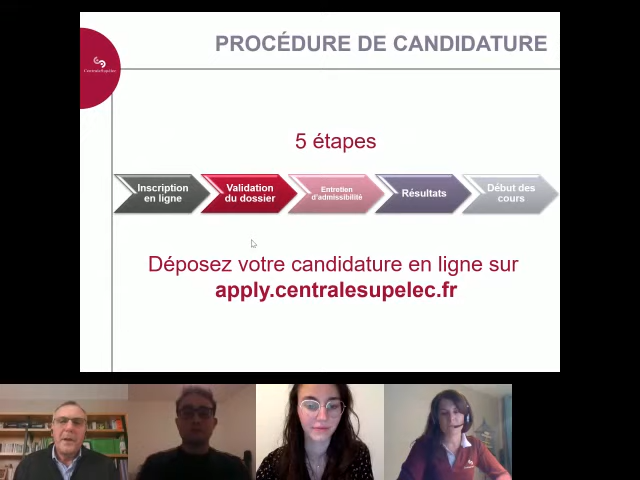 PROCÉDURE DE CANDIDATURE
CentraleSupélec
5 étapes
Inscription
en ligne
Validation
du dossier
Entretien
d'admissibilité
Résultats
Début des
cours
Déposez votre candidature en ligne sur
apply.centralesupelec.fr